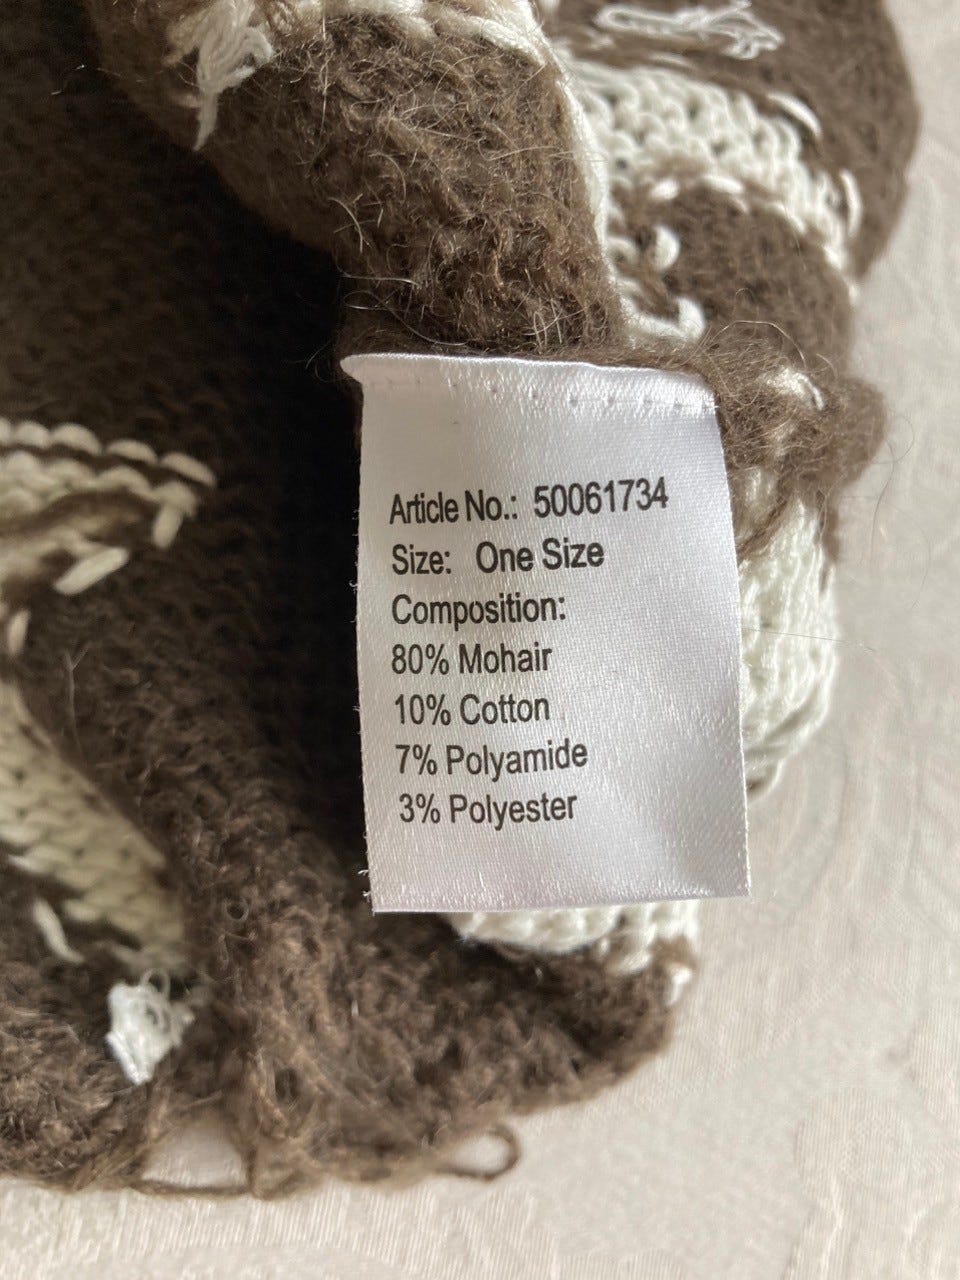 Article No.: 50061734
Size: One Size
Composition:
80% Mohair
10% Cotton
7% Polyamide
3% Polyester